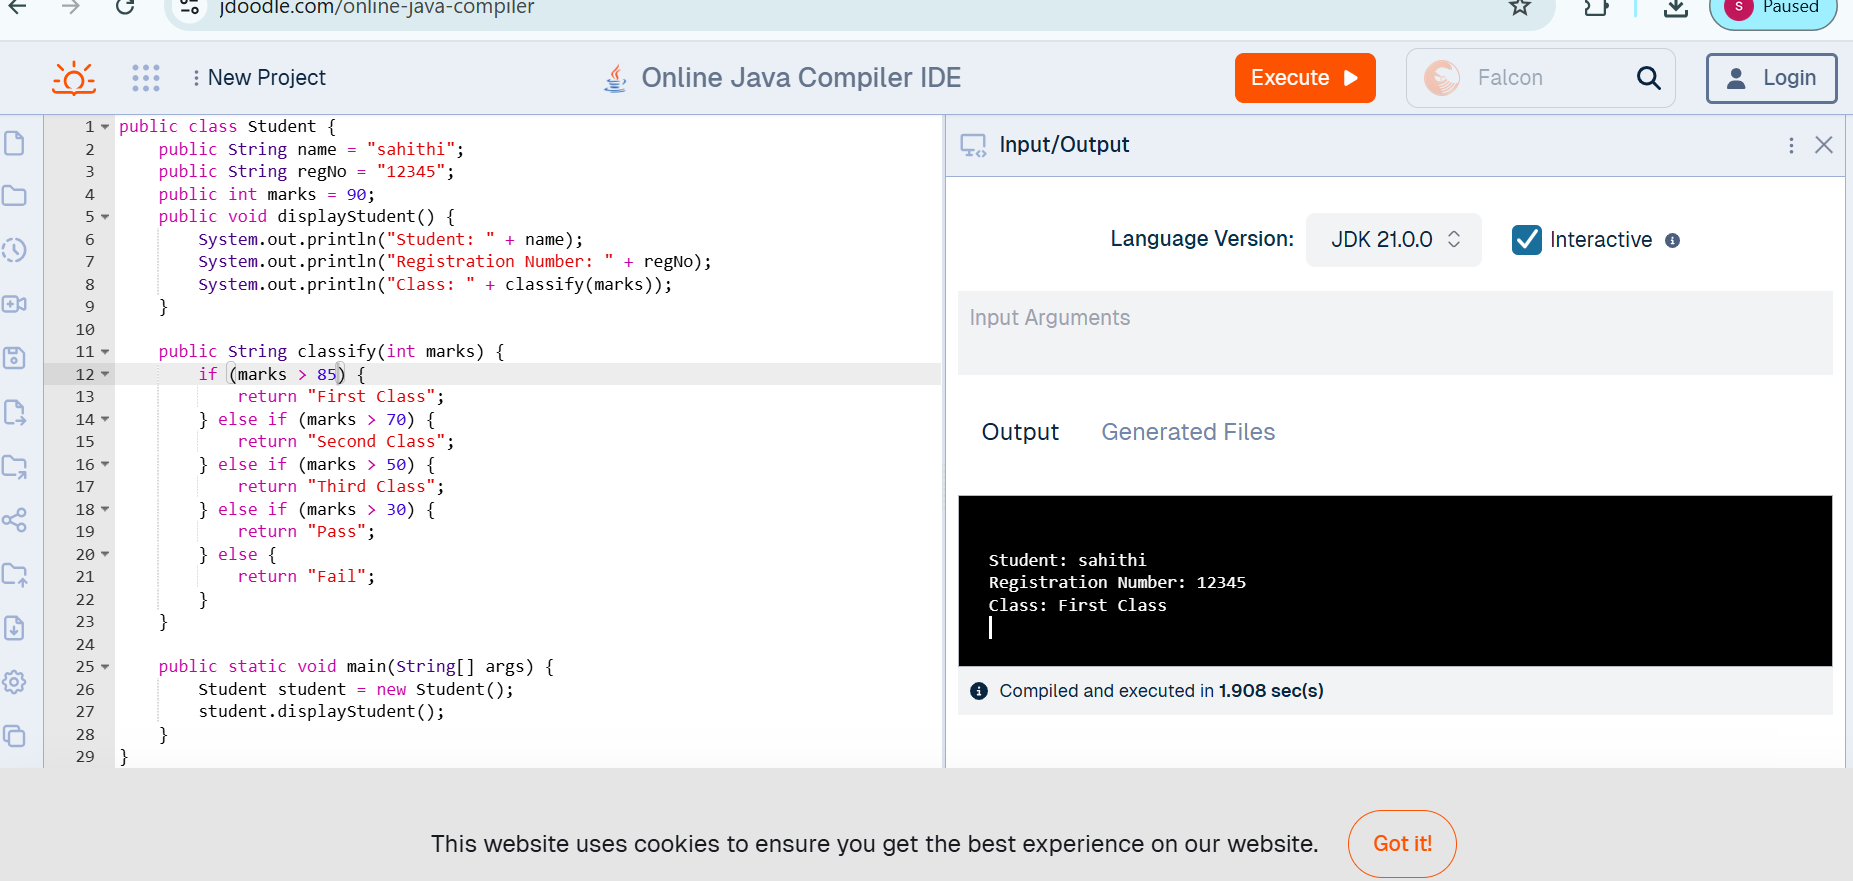 jdoodle.com/online-java-compiler
S Paused
New Project
Online Java Compiler IDE
Execute
Falcon
Login
1 public class Student {
2     public String name = "sahithi";
3     public String regNo = "12345";
4     public int marks = 90;
5     public void displayStudent() {
6         System.out.println("Student: " + name);
7         System.out.println("Registration Number: " + regNo);
8         System.out.println("Class: " + classify(marks));
9     }
10
11     public String classify(int marks) {
12         if (marks > 85) {
13             return "First Class";
14         } else if (marks > 70) {
15             return "Second Class";
16         } else if (marks > 50) {
17             return "Third Class";
18         } else if (marks > 30) {
19             return "Pass";
20         } else {
21             return "Fail";
22         }
23     }
24
25     public static void main(String[] args) {
26         Student student = new Student();
27         student.displayStudent();
28     }
29 }
Input/Output
Language Version: JDK 21.0.0 Interactive
Input Arguments
Output Generated Files
Student: sahithi
Registration Number: 12345
Class: First Class
Compiled and executed in 1.908 sec(s)
This website uses cookies to ensure you get the best experience on our website. Got it!